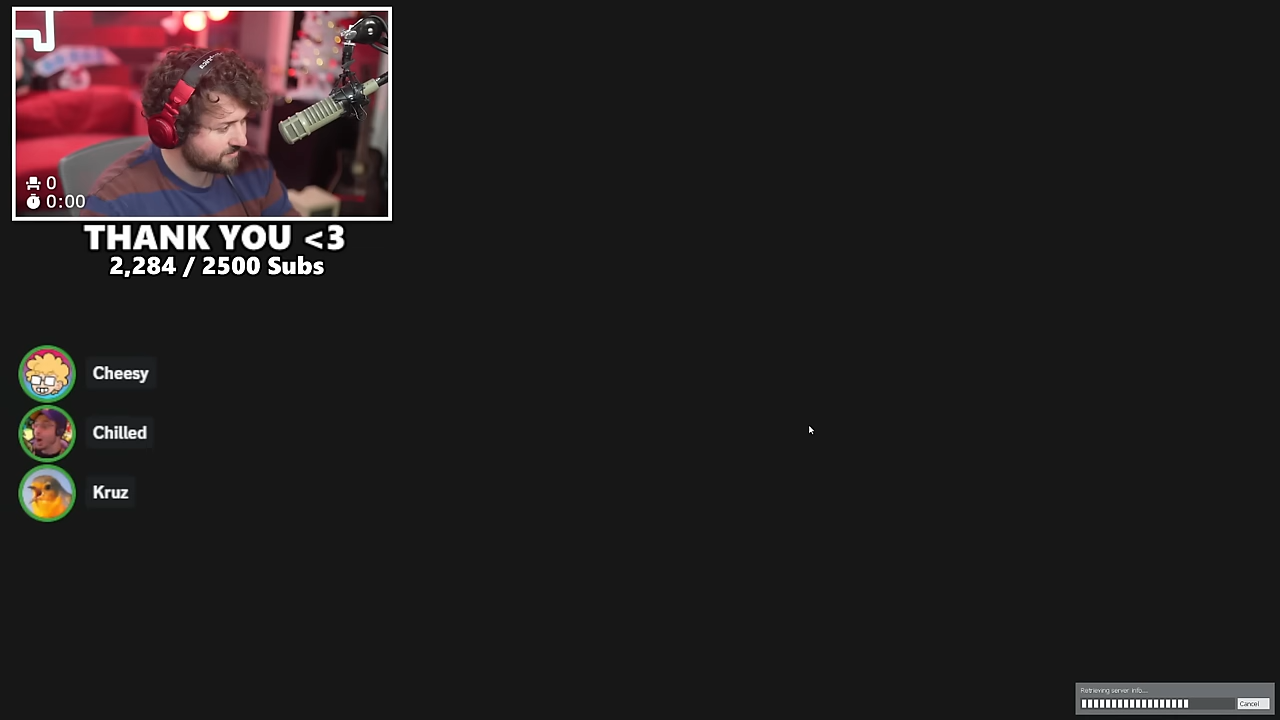 0
0:00
THANK YOU <3
2,284 / 2500 Subs
Cheesy
Chilled
Kruz
Retrieving server info...
Cancel